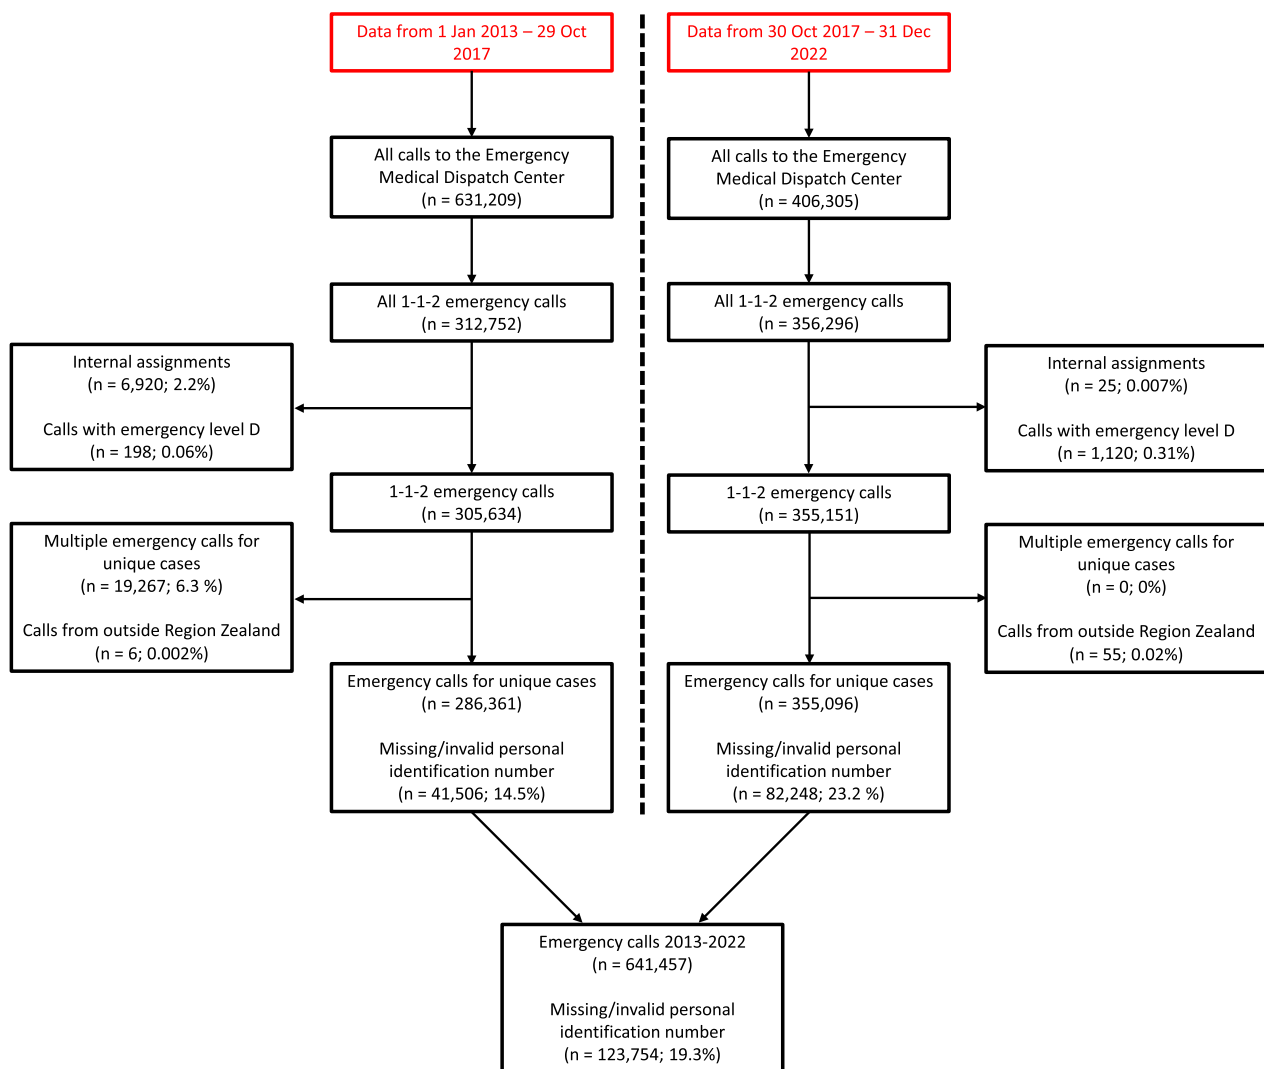 Data from 1 Jan 2013 – 29 Oct
2017
Data from 30 Oct 2017 – 31 Dec
2022
All calls to the Emergency
Medical Dispatch Center
(n = 631,209)
All calls to the Emergency
Medical Dispatch Center
(n = 406,305)
All 1-1-2 emergency calls
(n = 312,752)
All 1-1-2 emergency calls
(n = 356,296)
Internal assignments
(n = 6,920; 2.2%)
Calls with emergency level D
(n = 198; 0.06%)
Internal assignments
(n = 25; 0.007%)
Calls with emergency level D
(n = 1,120; 0.31%)
1-1-2 emergency calls
(n = 305,634)
1-1-2 emergency calls
(n = 355,151)
Multiple emergency calls for
unique cases
(n = 19,267; 6.3 %)
Calls from outside Region Zealand
(n = 6; 0.002%)
Multiple emergency calls for
unique cases
(n = 0; 0%)
Calls from outside Region Zealand
(n = 55; 0.02%)
Emergency calls for unique cases
(n = 286,361)
Missing/invalid personal
identification number
(n = 41,506; 14.5%)
Emergency calls for unique cases
(n = 355,096)
Missing/invalid personal
identification number
(n = 82,248; 23.2 %)
Emergency calls 2013-2022
(n = 641,457)
Missing/invalid personal
identification number
(n = 123,754; 19.3%)